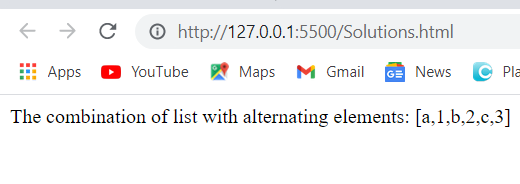 http://127.0.0.1:5500/Solutions.html
Apps YouTube Maps Gmail News
The combination of list with alternating elements: [a,1,b,2,c,3]